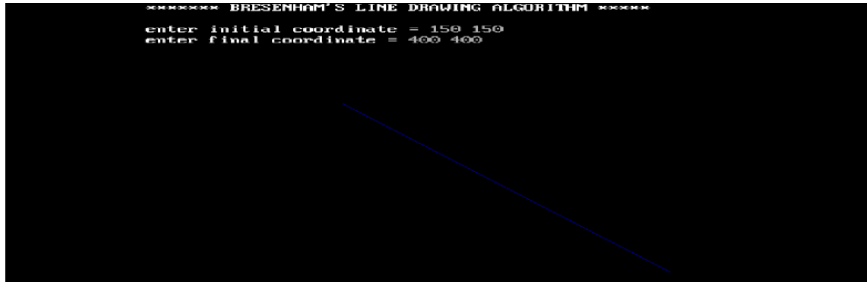 ******* BRESENHAM'S LINE DRAWING ALGORITHM *****
enter initial coordinate = 150 150
enter final coordinate = 400 400